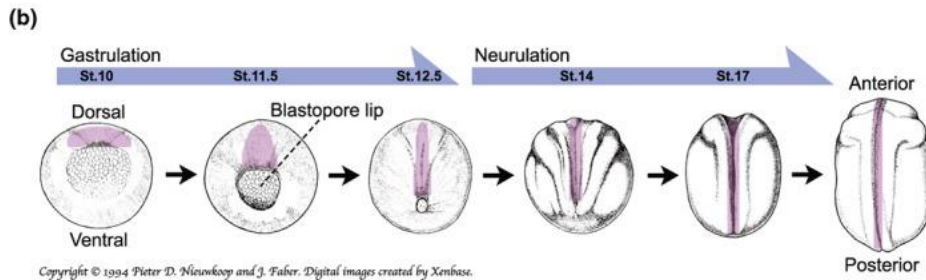 (b)
Gastrulation
Neurulation
St.10 St.11.5 St.12.5 St.14 St.17
Anterior
Dorsal
Blastopore lip
Ventral
Posterior
Copyright © 1994 Pieter D. Nieuwkoop and J. Faber. Digital images created by Xenbase.